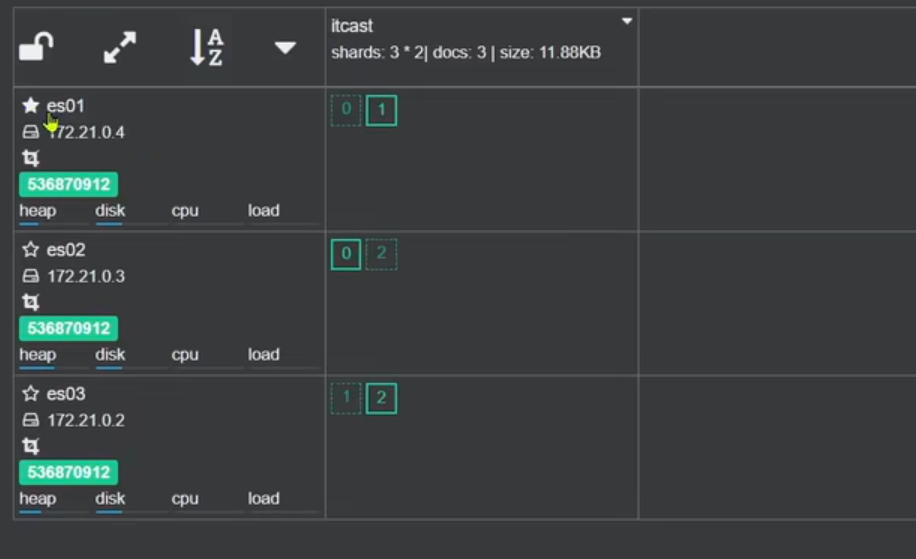 A
Z
itcast
shards: 3 * 2| docs: 3 | size: 11.88KB
es01
172.21.0.4
536870912
heap disk cpu load
0 1
es02
172.21.0.3
536870912
heap disk cpu load
0 2
es03
172.21.0.2
536870912
heap disk cpu load
1 2